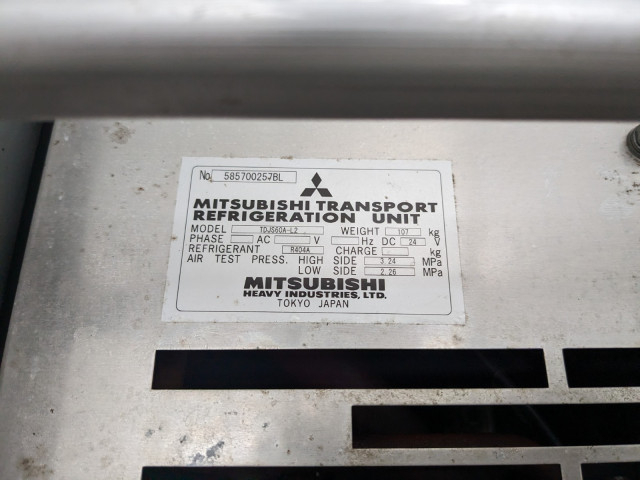 No. 585700257BL
MITSUBISHI TRANSPORT
REFRIGERATION UNIT
MODEL TDJS60A-L2 WEIGHT 107 kg
PHASE AC V Hz DC 24 V
REFRIGERANT R404A CHARGE kg
AIR TEST PRESS. HIGH SIDE 3.24 MPa
LOW SIDE 2.26 MPa
MITSUBISHI
HEAVY INDUSTRIES, LTD.
TOKYO JAPAN